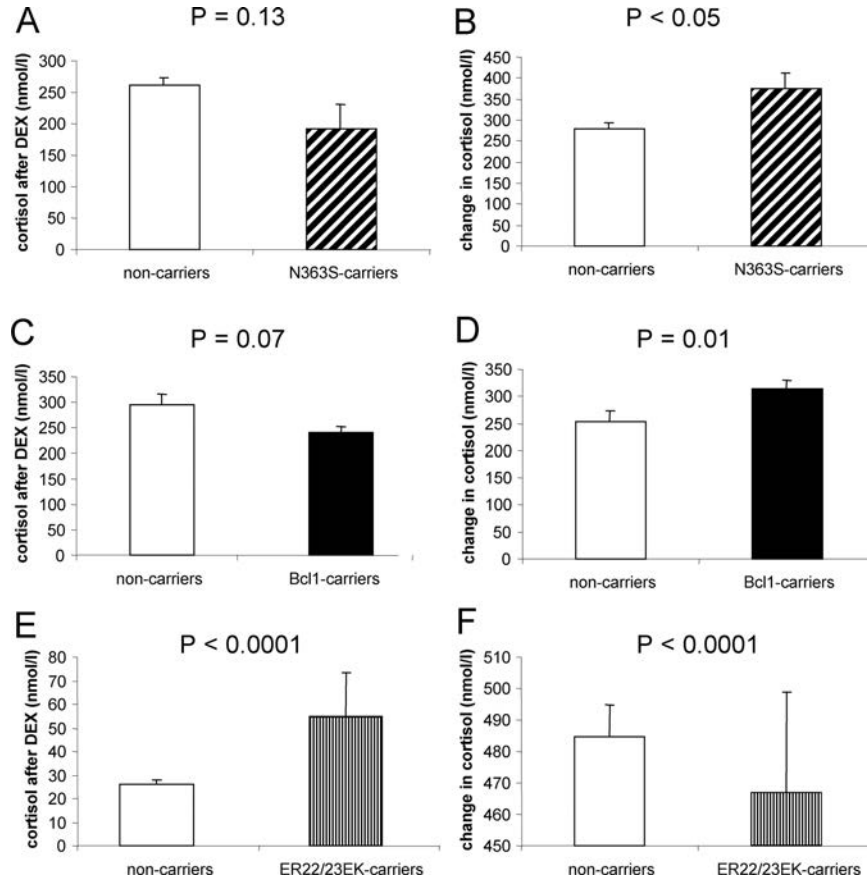 A
P = 0.13
cortisol after DEX (nmol/l)
300
250
200
150
100
50
0
non-carriers
N363S-carriers
B
P < 0.05
change in cortisol (nmol/l)
450
400
350
300
250
200
150
100
50
0
non-carriers
N363S-carriers
C
P = 0.07
cortisol after DEX (nmol/l)
350
300
250
200
150
100
50
0
non-carriers
Bcl1-carriers
D
P = 0.01
change in cortisol (nmol/l)
350
300
250
200
150
100
50
0
non-carriers
Bcl1-carriers
E
P < 0.0001
cortisol after DEX (nmol/l)
80
70
60
50
40
30
20
10
0
non-carriers
ER22/23EK-carriers
F
P < 0.0001
change in cortisol (nmol/l)
510
500
490
480
470
460
450
non-carriers
ER22/23EK-carriers